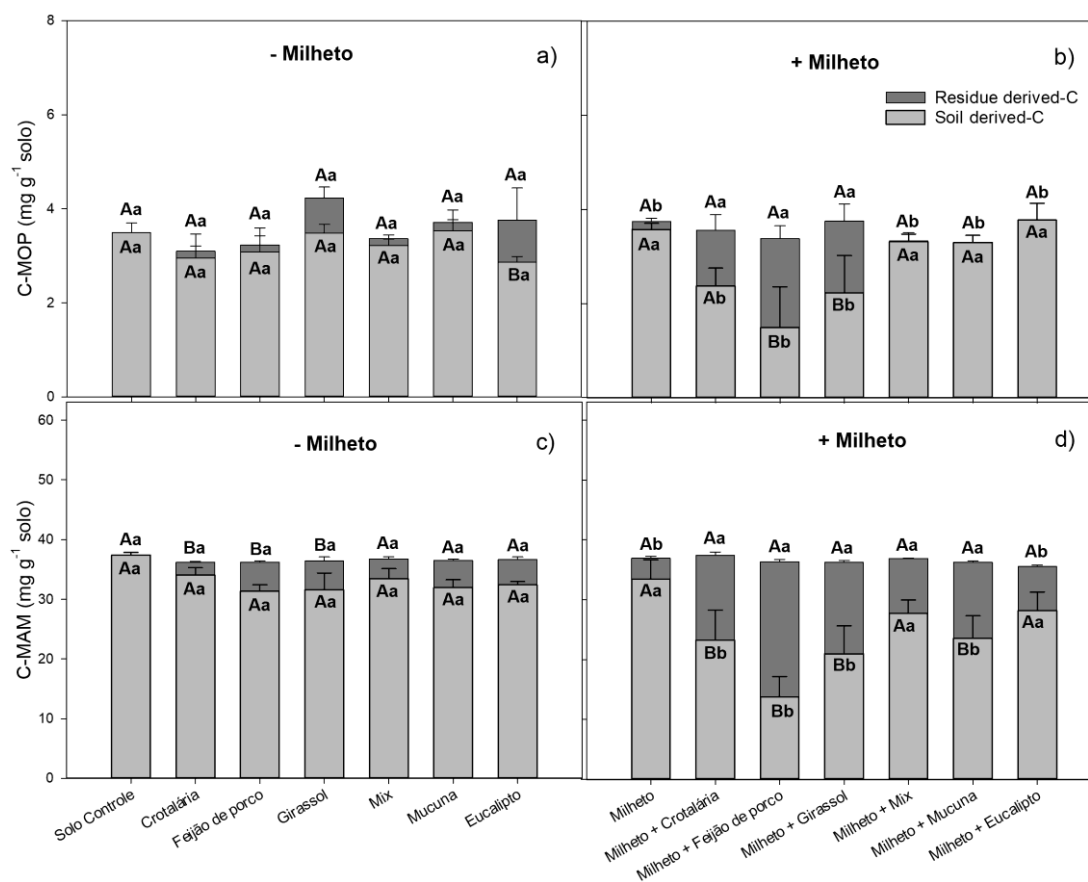 - Milheto
a)
+ Milheto
b)
Residue derived-C
Soil derived-C
C-MOP (mg g⁻¹ solo)
8
6
4
2
0
Aa Aa Aa Aa Aa Aa Aa
Aa Aa Aa Aa Aa Aa Ba
Ab Aa Aa Aa Ab Ab Ab
Aa Ab Bb Bb Aa Aa Aa
- Milheto
c)
+ Milheto
d)
C-MAM (mg g⁻¹ solo)
60
50
40
30
20
10
0
Aa Ba Ba Ba Aa Aa Aa
Aa Aa Aa Aa Aa Aa Aa
Ab Aa Aa Aa Aa Aa Ab
Aa Bb Bb Bb Aa Bb Aa
Solo Controle
Crotalária
Feijão de porco
Girassol
Mix
Mucuna
Eucalipto
Milheto
Milheto + Crotalária
Milheto + Feijão de porco
Milheto + Girassol
Milheto + Mix
Milheto + Mucuna
Milheto + Eucalipto